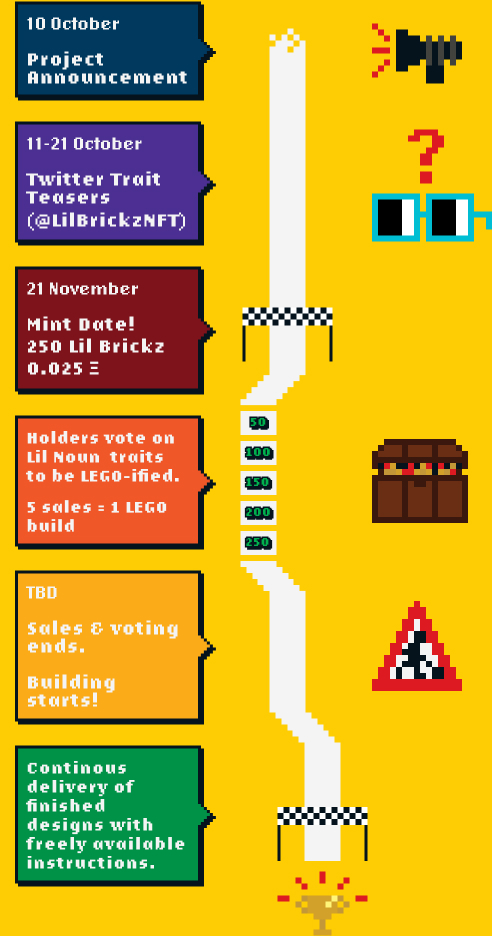 10 October
Project
Announcement
11-21 October
Twitter Trait
Teasers
(@LilBrickzNFT)
21 November
Mint Date!
250 Lil Brickz
0.025 Ξ
Holders vote on
Lil Noun traits
to be LEGO-ified.
5 sales = 1 LEGO
build
50
100
150
200
250
TBD
Sales & voting
ends.
Building
starts!
Continous
delivery of
finished
designs with
freely available
instructions.
?